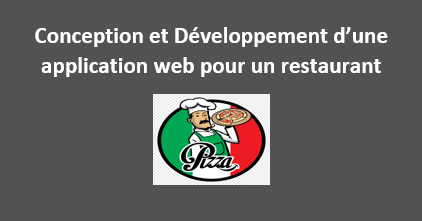 Conception et Développement d’une
application web pour un restaurant
Pizza